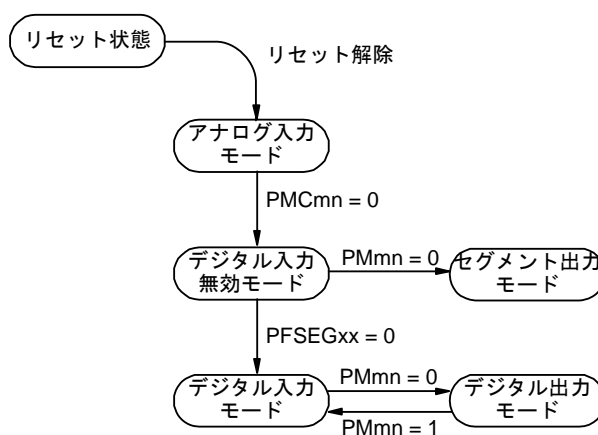 リセット状態
リセット解除
アナログ入力
モード
PMCmn = 0
デジタル入力
無効モード
PMmn = 0
セグメント出力
モード
PFSEGxx = 0
デジタル入力
モード
PMmn = 0
PMmn = 1
デジタル出力
モード